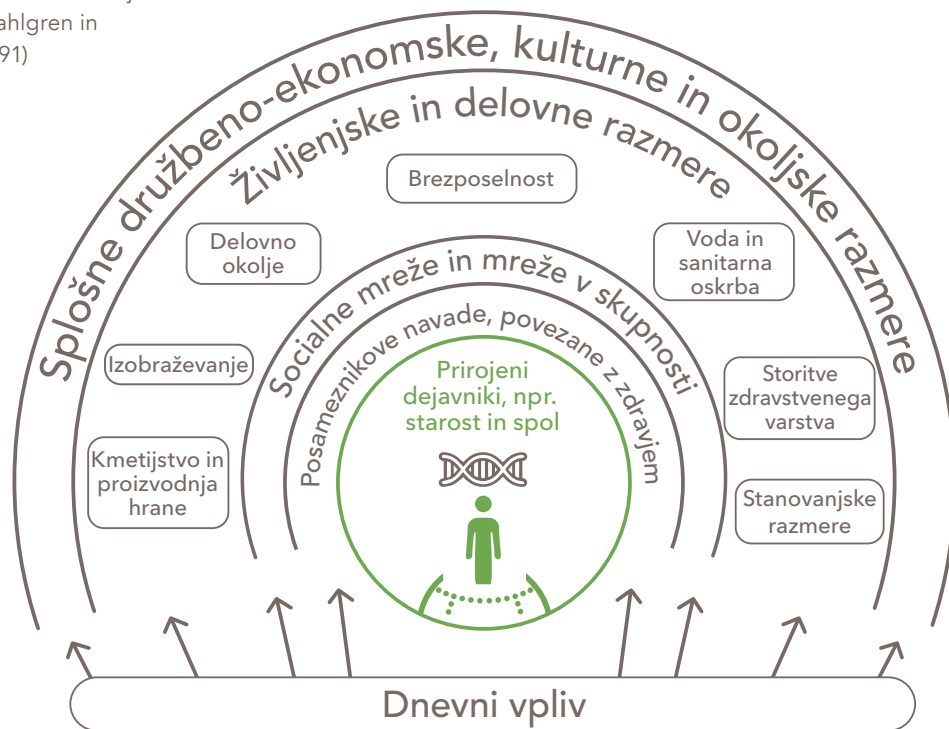 ahlgren in
91)
Splošne družbeno-ekonomske, kulturne in okoljske razmere
Življenjske in delovne razmere
Brezposelnost
Delovno
okolje
Voda in
sanitarna
oskrba
Izobraževanje
Storitve
zdravstvenega
varstva
Kmetijstvo in
proizvodnja
hrane
Stanovanjske
razmere
Socialne mreže in mreže v skupnosti
Posameznikove navade, povezane z zdravjem
Prirojeni
dejavniki, npr.
starost in spol
Dnevni vpliv